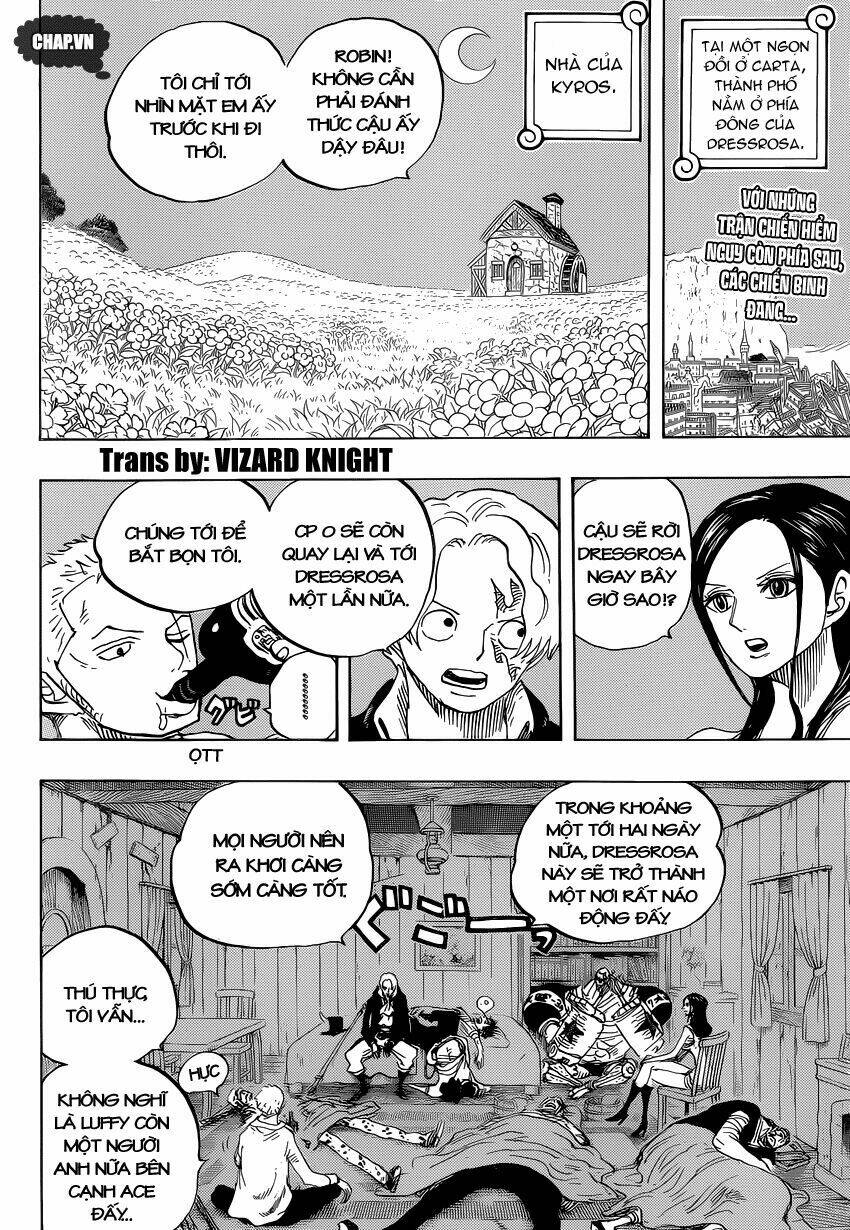 CHAP.VN
TẠI MỘT NGỌN
ĐỒI Ở CARTA,
THÀNH PHỐ
NẰM Ở PHÍA
ĐÔNG CỦA
DRESSROSA.
VỚI NHỮNG
TRẬN CHIẾN HIỂM
NGUY CÒN PHÍA SAU,
CÁC CHIẾN BINH
ĐANG...
NHÀ CỦA
KYROS.
ROBIN!
KHÔNG CẦN
PHẢI ĐÁNH
THỨC CẬU ẤY
DẬY ĐÂU!
TÔI CHỈ TỚI
NHÌN MẶT EM ẤY
TRƯỚC KHI ĐI
THÔI.
Trans by: VIZARD KNIGHT
CẬU SẼ RỜI
DRESSROSA
NGAY BÂY
GIỜ SAO!?
CP 0 SẼ CÒN
QUAY LẠI VÀ TỚI
DRESSROSA
MỘT LẦN NỮA.
CHÚNG TỚI ĐỂ
BẮT BỌN TÔI.
グビ
ỌTT
TRONG KHOẢNG
MỘT TỚI HAI NGÀY
NỮA, DRESSROSA
NÀY SẼ TRỞ THÀNH
MỘT NƠI RẤT NÁO
ĐỘNG ĐẤY
MỌI NGƯỜI NÊN
RA KHƠI CÀNG
SỚM CÀNG TỐT.
THÚ THỰC,
TÔI VẪN...
HỰC
KHÔNG NGHĨ
LÀ LUFFY CÒN
MỘT NGƯỜI
ANH NỮA BÊN
CẠNH ACE
ĐẤY...